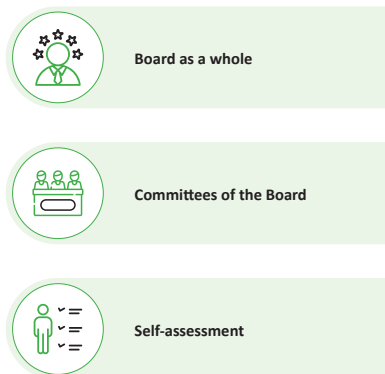 Board as a whole
Committees of the Board
Self-assessment